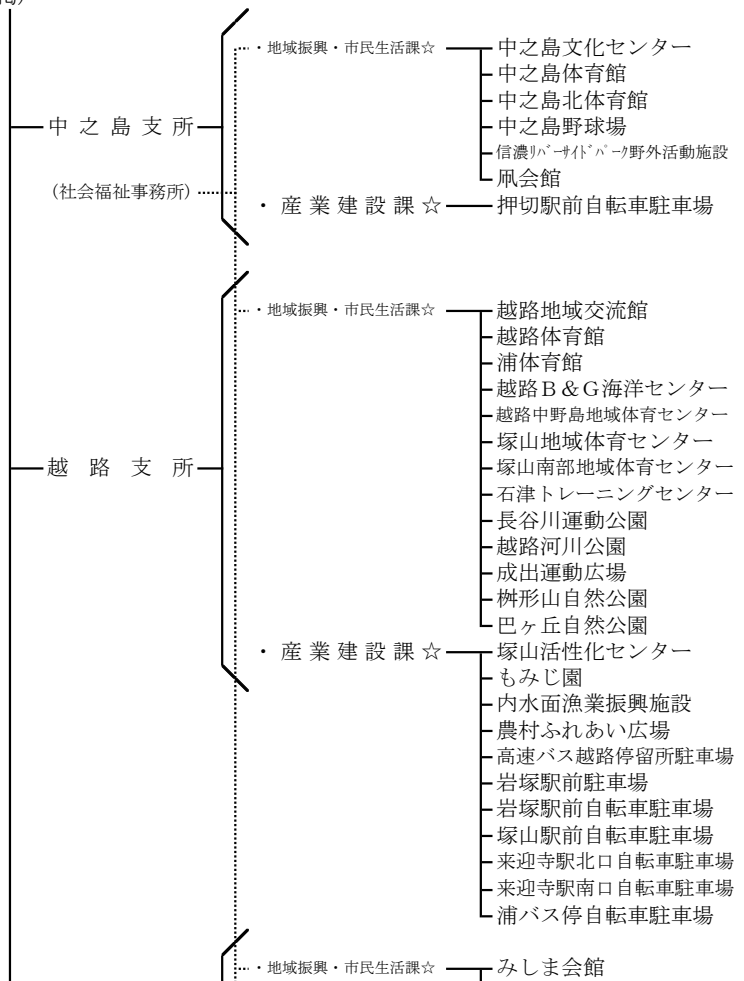 ・地域振興・市民生活課☆ 中之島文化センター
中之島体育館
中之島北体育館
中之島支所 中之島野球場
信濃ﾘﾊﾞｰｻｲﾄﾞﾊﾟｰｸ野外活動施設
(社会福祉事務所) 凧会館
・産業建設課☆ 押切駅前自転車駐車場
・地域振興・市民生活課☆ 越路地域交流館
越路体育館
浦体育館
越路Ｂ＆Ｇ海洋センター
越路中野島地域体育センター
塚山地域体育センター
越路支所 塚山南部地域体育センター
石津トレーニングセンター
長谷川運動公園
越路河川公園
成出運動広場
桝形山自然公園
巴ヶ丘自然公園
・産業建設課☆ 塚山活性化センター
もみじ園
内水面漁業振興施設
農村ふれあい広場
高速バス越路停留所駐車場
岩塚駅前駐車場
岩塚駅前自転車駐車場
塚山駅前自転車駐車場
来迎寺駅北口自転車駐車場
来迎寺駅南口自転車駐車場
浦バス停自転車駐車場
・地域振興・市民生活課☆ みしま会館